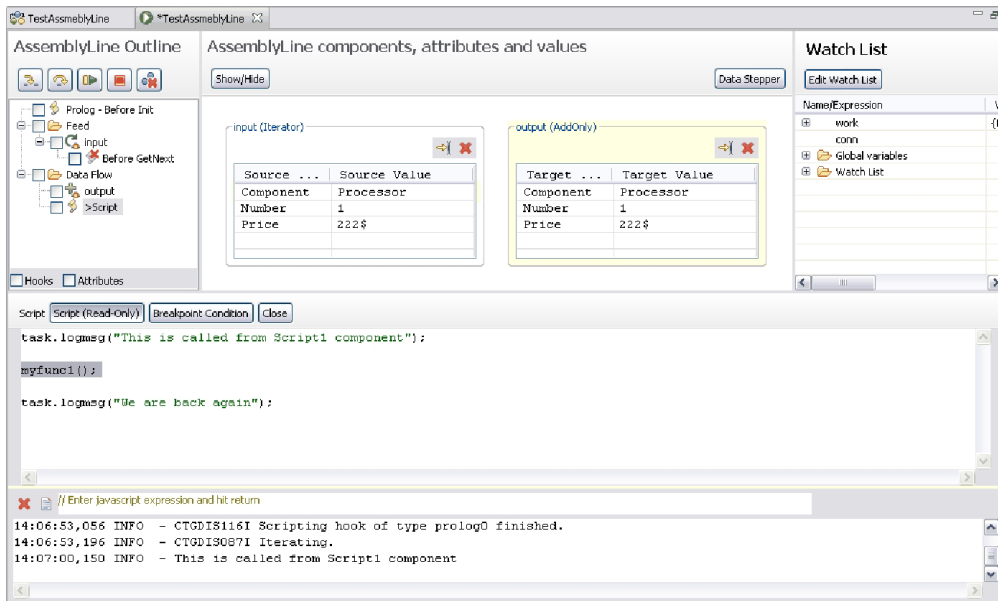 TestAssmeblyLine
*TestAssmeblyLine
AssemblyLine Outline
Prolog - Before Init
Feed
input
Before GetNext
Data Flow
output
>Script
Hooks
Attributes
AssemblyLine components, attributes and values
Show/Hide
Data Stepper
input (Iterator)
Source ... Source Value
Component Processor
Number 1
Price 222$
output (AddOnly)
Target ... Target Value
Component Processor
Number 1
Price 222$
Watch List
Edit Watch List
Name/Expression
work
conn
Global variables
Watch List
Script Script (Read-Only) Breakpoint Condition Close
task.logmsg("This is called from Script1 component");
myfunc1();
task.logmsg("We are back again");
// Enter javascript expression and hit return
14:06:53,056 INFO - CTGDIS116I Scripting hook of type prolog0 finished.
14:06:53,196 INFO - CTGDIS087I Iterating.
14:07:00,150 INFO - This is called from Script1 component